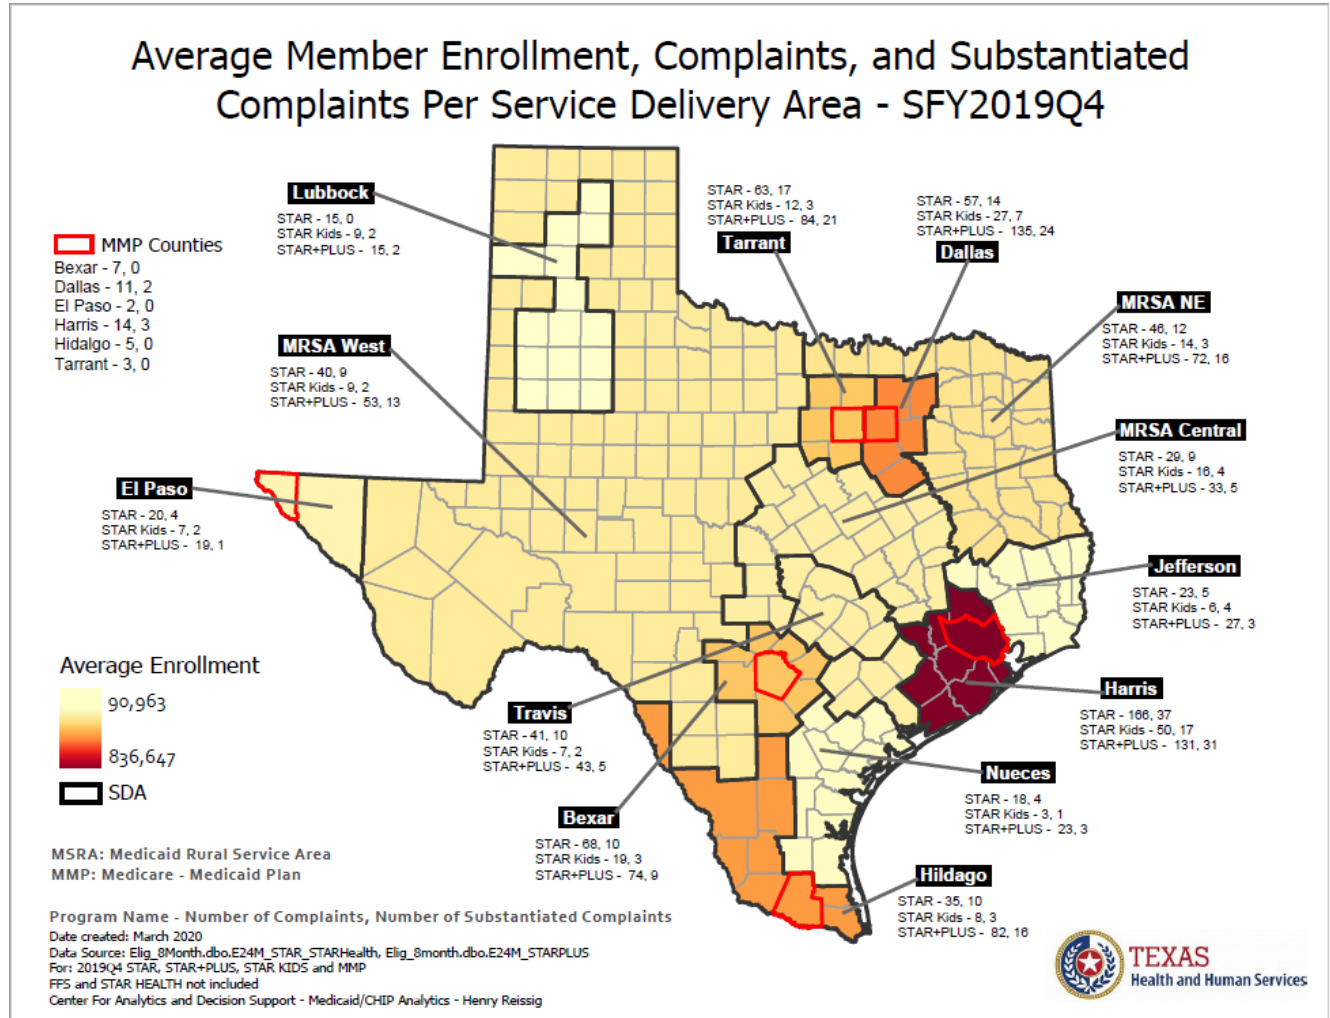 Average Member Enrollment, Complaints, and Substantiated
Complaints Per Service Delivery Area - SFY2019Q4
Lubbock
STAR - 15, 0
STAR Kids - 9, 2
STAR+PLUS - 15, 2
STAR - 63, 17
STAR Kids - 12, 3
STAR+PLUS - 84, 21
Tarrant
STAR - 57, 14
STAR Kids - 27, 7
STAR+PLUS - 135, 24
Dallas
MMP Counties
Bexar - 7, 0
Dallas - 11, 2
El Paso - 2, 0
Harris - 14, 3
Hidalgo - 5, 0
Tarrant - 3, 0
MRSA NE
STAR - 46, 12
STAR Kids - 14, 3
STAR+PLUS - 72, 16
MRSA West
STAR - 40, 9
STAR Kids - 9, 2
STAR+PLUS - 53, 13
MRSA Central
STAR - 29, 9
STAR Kids - 16, 4
STAR+PLUS - 33, 5
El Paso
STAR - 20, 4
STAR Kids - 7, 2
STAR+PLUS - 19, 1
Jefferson
STAR - 23, 5
STAR Kids - 6, 4
STAR+PLUS - 27, 3
Average Enrollment
90,963
836,647
SDA
Harris
STAR - 166, 37
STAR Kids - 50, 17
STAR+PLUS - 131, 31
Travis
STAR - 41, 10
STAR Kids - 7, 2
STAR+PLUS - 43, 5
Nueces
STAR - 18, 4
STAR Kids - 3, 1
STAR+PLUS - 23, 3
Bexar
STAR - 68, 10
STAR Kids - 19, 3
STAR+PLUS - 74, 9
Hildago
STAR - 35, 10
STAR Kids - 8, 3
STAR+PLUS - 82, 16
MSRA: Medicaid Rural Service Area
MMP: Medicare - Medicaid Plan
Program Name - Number of Complaints, Number of Substantiated Complaints
Date created: March 2020
Data Source: Elig_8Month.dbo.E24M_STAR_STARHealth, Elig_8month.dbo.E24M_STARPLUS
For: 2019Q4 STAR, STAR+PLUS, STAR KIDS and MMP
FFS and STAR HEALTH not included
Center For Analytics and Decision Support - Medicaid/CHIP Analytics - Henry Reissig
TEXAS
Health and Human Services